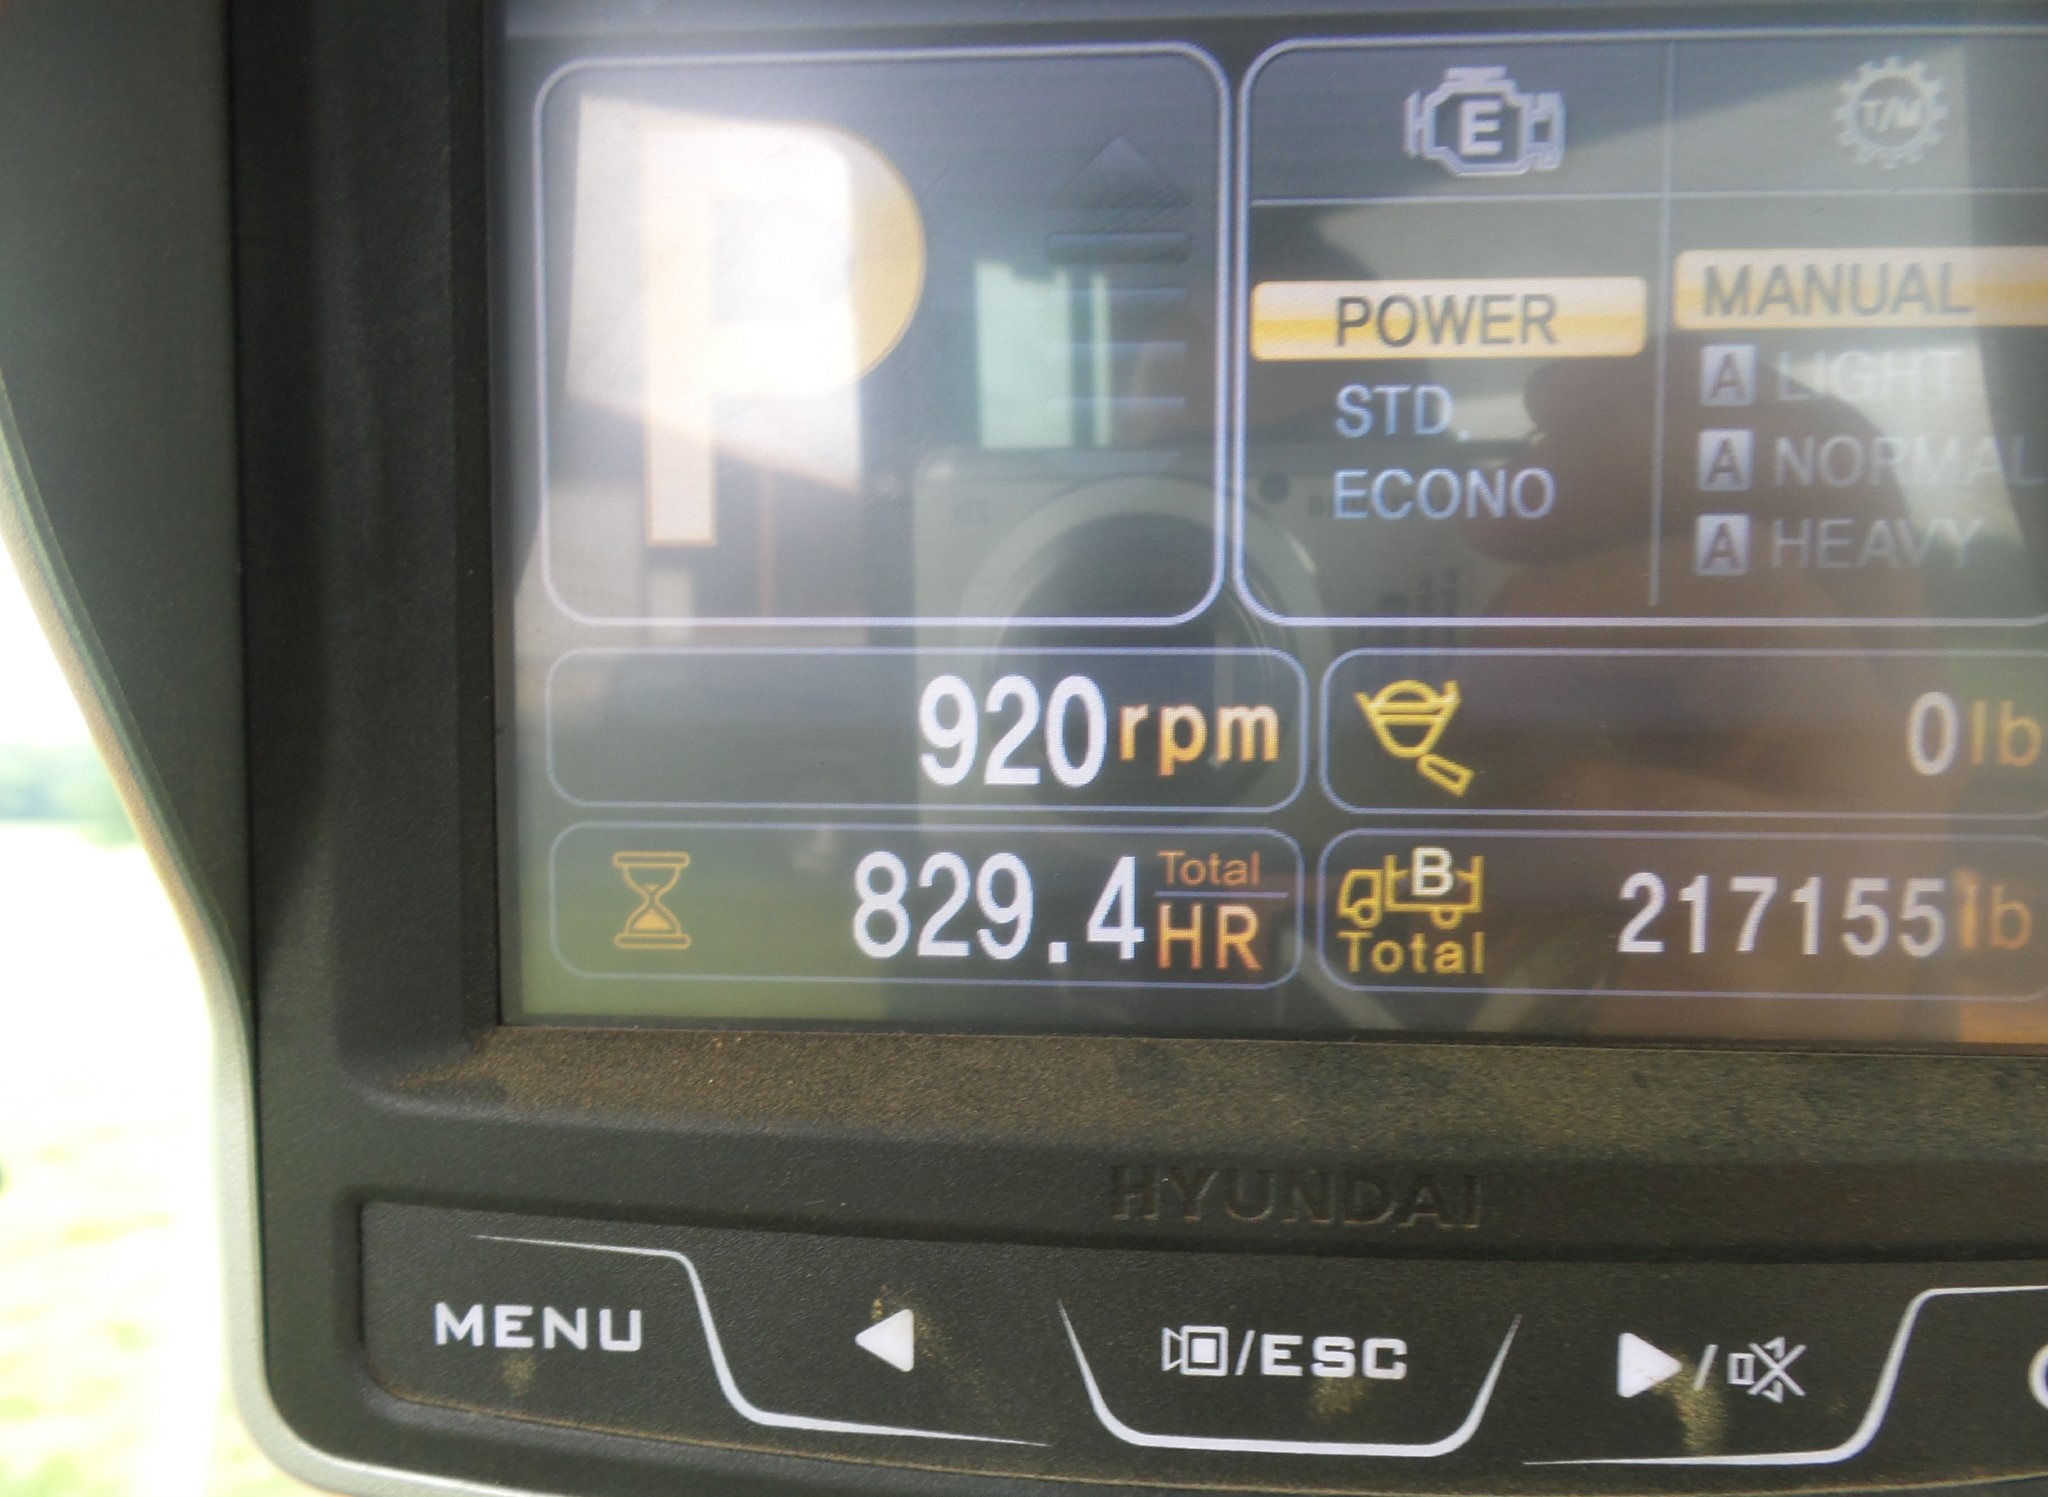 P
E
T/M
POWER
MANUAL
STD.
A LIGHT
ECONO
A NORMAL
A HEAVY
920 rpm
0 lb
829.4 Total HR
B Total 217155 lb
HYUNDAI
MENU
/ESC
/